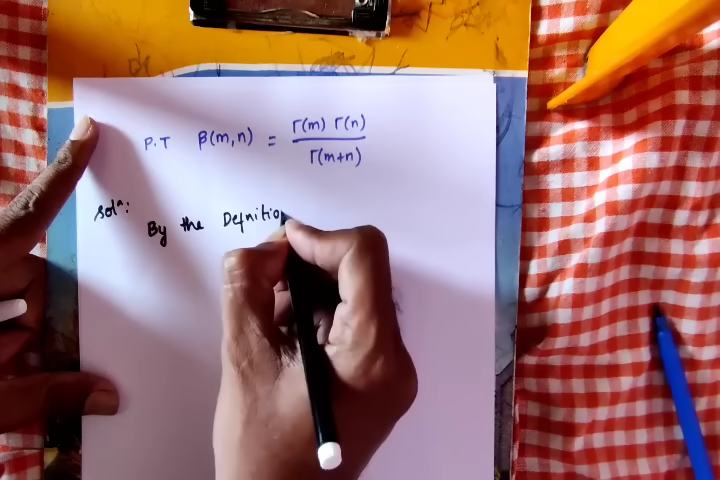 P.T β(m,n) = Γ(m) Γ(n) / Γ(m+n)
Solⁿ:
By the Definitio